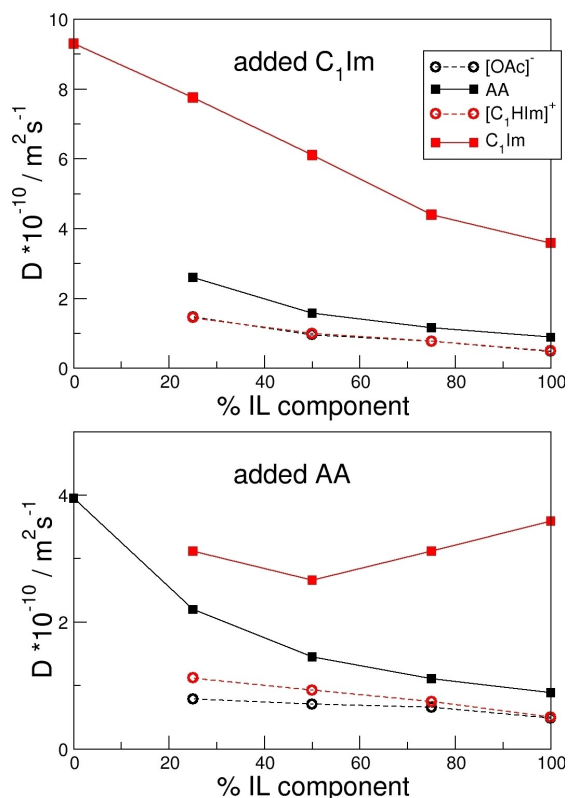 added C₁Im
[OAc]⁻
AA
[C₁HIm]⁺
C₁Im
D *10⁻¹⁰ / m²s⁻¹
10
8
6
4
2
0
0 20 40 60 80 100
% IL component
added AA
D *10⁻¹⁰ / m²s⁻¹
4
2
0
0 20 40 60 80 100
% IL component